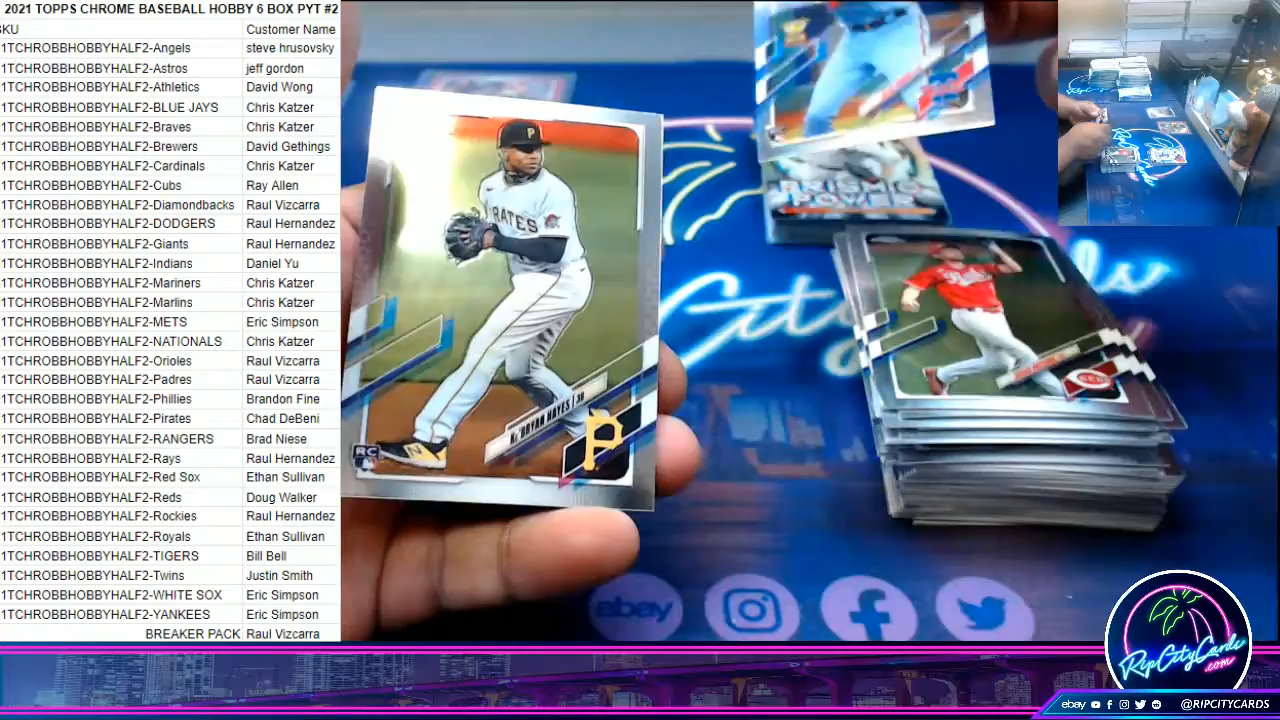 2021 TOPPS CHROME BASEBALL HOBBY 6 BOX PYT #2
KU Customer Name
1TCHROBBHOBBYHALF2-Angels steve hrusovsky
1TCHROBBHOBBYHALF2-Astros jeff gordon
1TCHROBBHOBBYHALF2-Athletics David Wong
1TCHROBBHOBBYHALF2-BLUE JAYS Chris Katzer
1TCHROBBHOBBYHALF2-Braves Chris Katzer
1TCHROBBHOBBYHALF2-Brewers David Gethings
1TCHROBBHOBBYHALF2-Cardinals Chris Katzer
1TCHROBBHOBBYHALF2-Cubs Ray Allen
1TCHROBBHOBBYHALF2-Diamondbacks Raul Vizcarra
1TCHROBBHOBBYHALF2-DODGERS Raul Hernandez
1TCHROBBHOBBYHALF2-Giants Raul Hernandez
1TCHROBBHOBBYHALF2-Indians Daniel Yu
1TCHROBBHOBBYHALF2-Mariners Chris Katzer
1TCHROBBHOBBYHALF2-Marlins Chris Katzer
1TCHROBBHOBBYHALF2-METS Eric Simpson
1TCHROBBHOBBYHALF2-NATIONALS Chris Katzer
1TCHROBBHOBBYHALF2-Orioles Raul Vizcarra
1TCHROBBHOBBYHALF2-Padres Raul Vizcarra
1TCHROBBHOBBYHALF2-Phillies Brandon Fine
1TCHROBBHOBBYHALF2-Pirates Chad DeBeni
1TCHROBBHOBBYHALF2-RANGERS Brad Niese
1TCHROBBHOBBYHALF2-Rays Raul Hernandez
1TCHROBBHOBBYHALF2-Red Sox Ethan Sullivan
1TCHROBBHOBBYHALF2-Reds Doug Walker
1TCHROBBHOBBYHALF2-Rockies Raul Hernandez
1TCHROBBHOBBYHALF2-Royals Ethan Sullivan
1TCHROBBHOBBYHALF2-TIGERS Bill Bell
1TCHROBBHOBBYHALF2-Twins Justin Smith
1TCHROBBHOBBYHALF2-WHITE SOX Eric Simpson
1TCHROBBHOBBYHALF2-YANKEES Eric Simpson
BREAKER PACK Raul Vizcarra
P
PIRATES
KE'BRYAN HAYES | 3B
P
RC
PRISMIC
POWER
REDS
City
ebay
RipCityCards
.com
ebay @RIPCITYCARDS